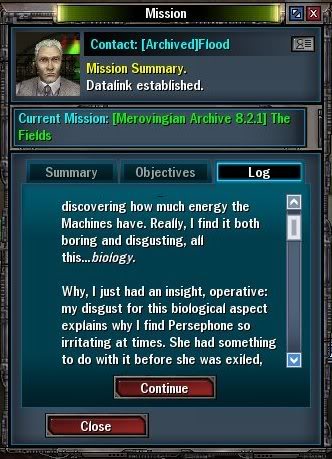 Mission
Contact: [Archived]Flood
Mission Summary.
Datalink established.
Current Mission: [Merovingian Archive 8.2.1] The
Fields
Summary
Objectives
Log
discovering how much energy the
Machines have. Really, I find it both
boring and disgusting, all
this...biology.
Why, I just had an insight, operative:
my disgust for this biological aspect
explains why I find Persephone so
irritating at times. She had something
to do with it before she was exiled,
Continue
Close